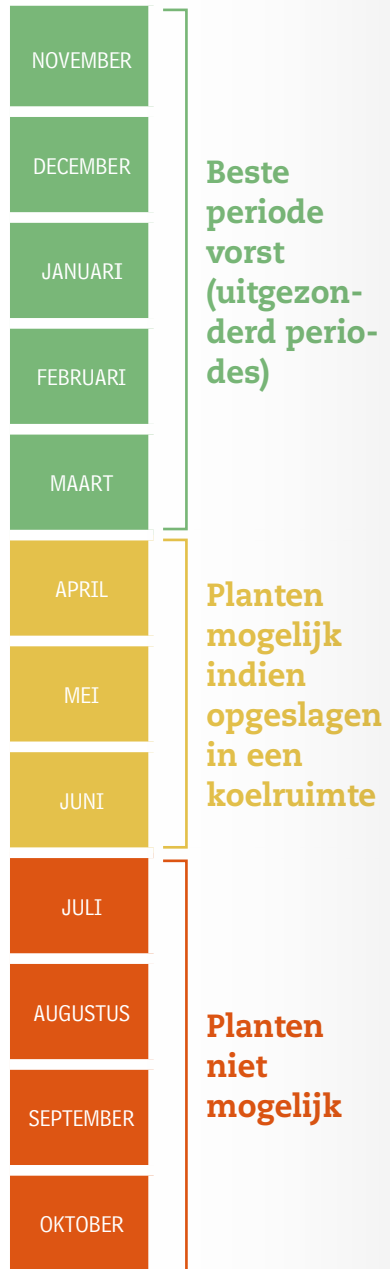 NOVEMBER
DECEMBER
JANUARI
FEBRUARI
MAART
Beste
periode
vorst
(uitgezon-
derd perio-
des)
APRIL
MEI
JUNI
Planten
mogelijk
indien
opgeslagen
in een
koelruimte
JULI
AUGUSTUS
SEPTEMBER
OKTOBER
Planten
niet
mogelijk